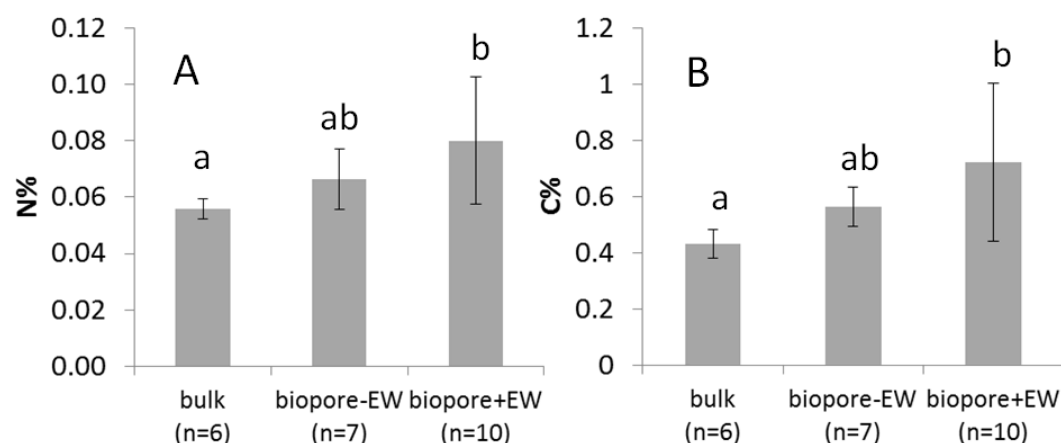 A
N%
0.12
0.10
0.08
0.06
0.04
0.02
0.00
a
ab
b
bulk
(n=6)
biopore-EW
(n=7)
biopore+EW
(n=10)
B
C%
1.2
1
0.8
0.6
0.4
0.2
0
a
ab
b
bulk
(n=6)
biopore-EW
(n=7)
biopore+EW
(n=10)